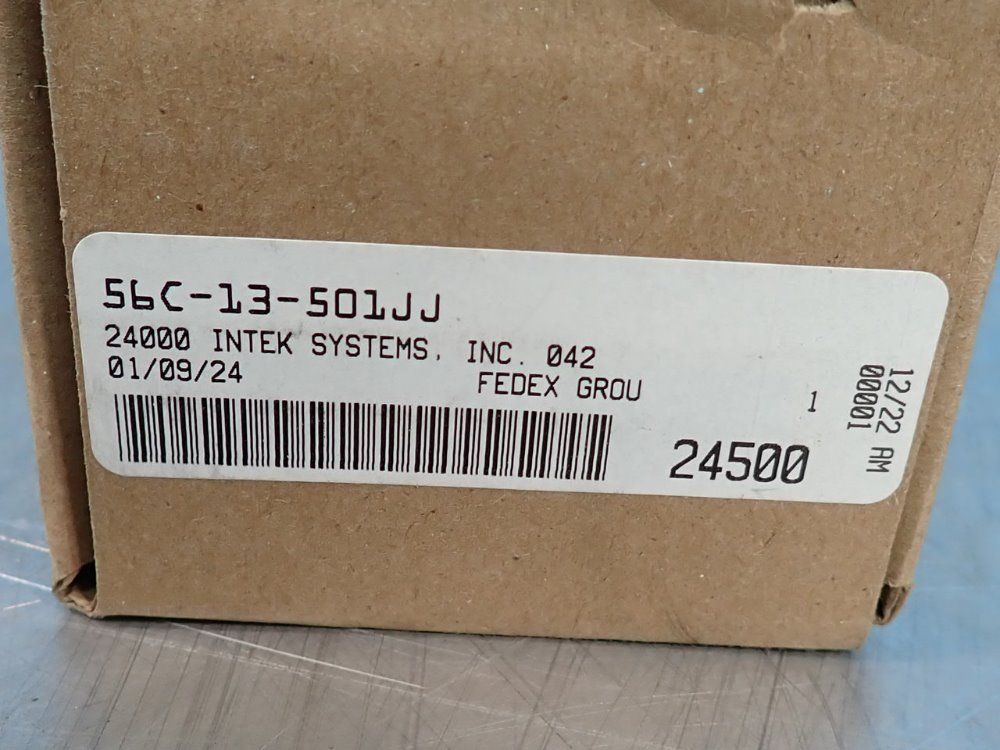 56C-13-501JJ
24000 INTEK SYSTEMS, INC. 042
01/09/24 FEDEX GROU
1
24500
12/22 AM
00001